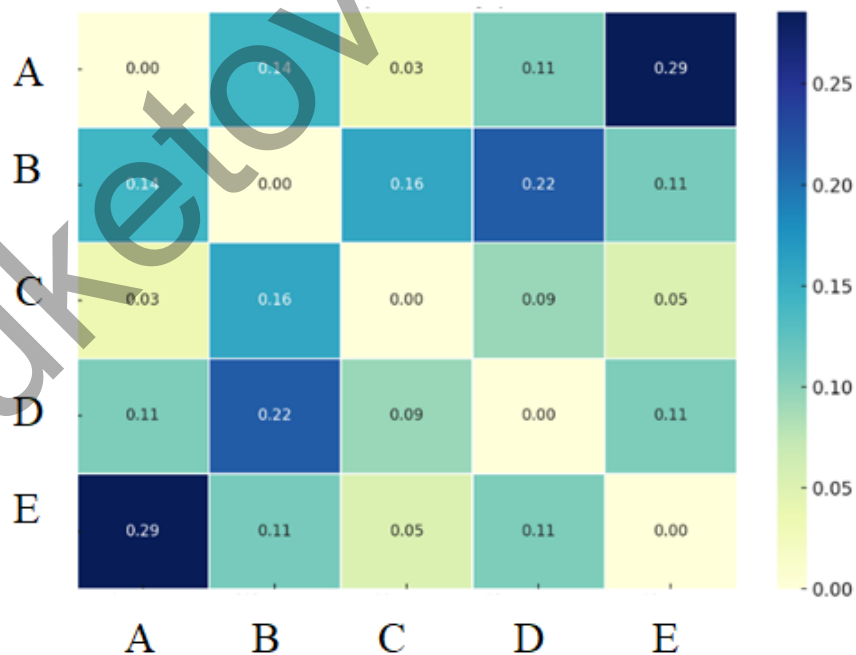 A 0.00 0.14 0.03 0.11 0.29
0.25
B 0.14 0.00 0.16 0.22 0.11
0.20
C 0.03 0.16 0.00 0.09 0.05
0.15
D 0.11 0.22 0.09 0.00 0.11
0.10
E 0.29 0.11 0.05 0.11 0.00
0.05
0.00
A B C D E